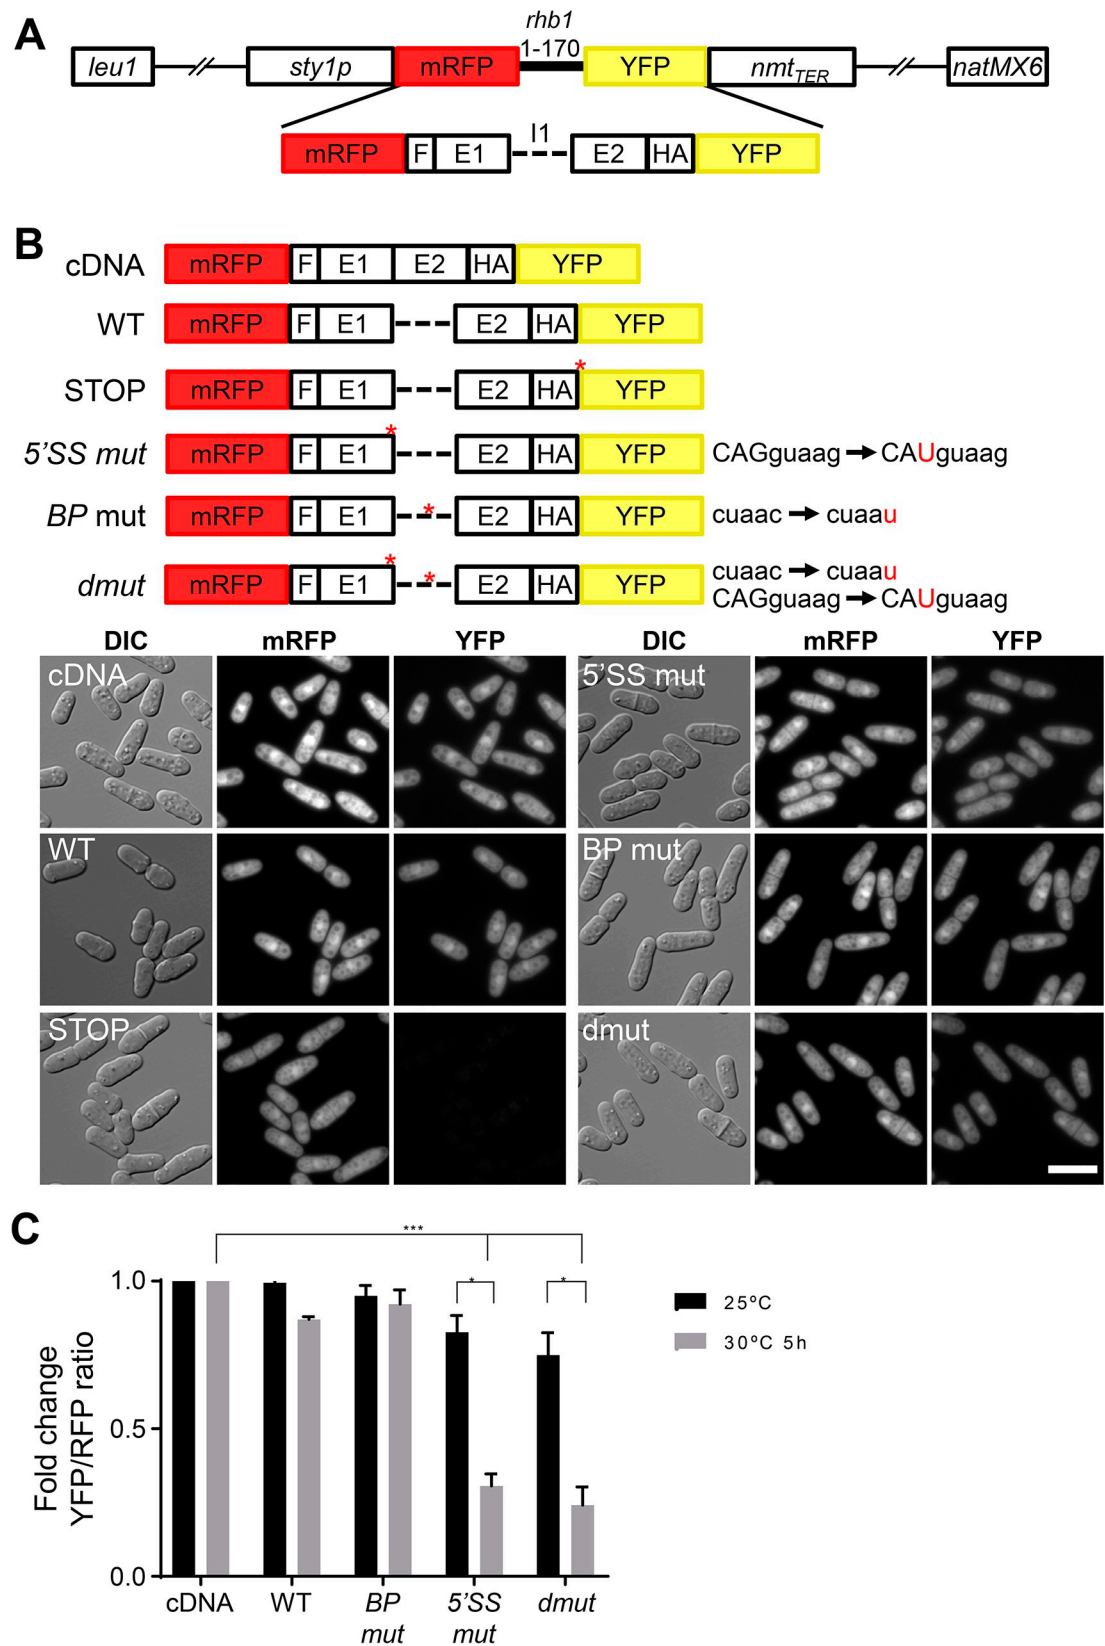 A
rhb1
1-170
leu1 sty1p mRFP YFP nmtTER natMX6
I1
mRFP F E1 E2 HA YFP
B
cDNA mRFP F E1 E2 HA YFP
WT mRFP F E1 E2 HA YFP
*
STOP mRFP F E1 E2 HA YFP
*
5'SS mut mRFP F E1 E2 HA YFP CAGguaag → CAUguaag
*
BP mut mRFP F E1 E2 HA YFP cuaac → cuaau
* *
dmut mRFP F E1 E2 HA YFP cuaac → cuaau
CAGguaag → CAUguaag
DIC mRFP YFP DIC mRFP YFP
cDNA 5'SS mut
WT BP mut
STOP dmut
C
***
* *
1.0
0.5
0.0
Fold change
YFP/RFP ratio
25ºC
30ºC 5h
cDNA WT BP mut 5'SS mut dmut